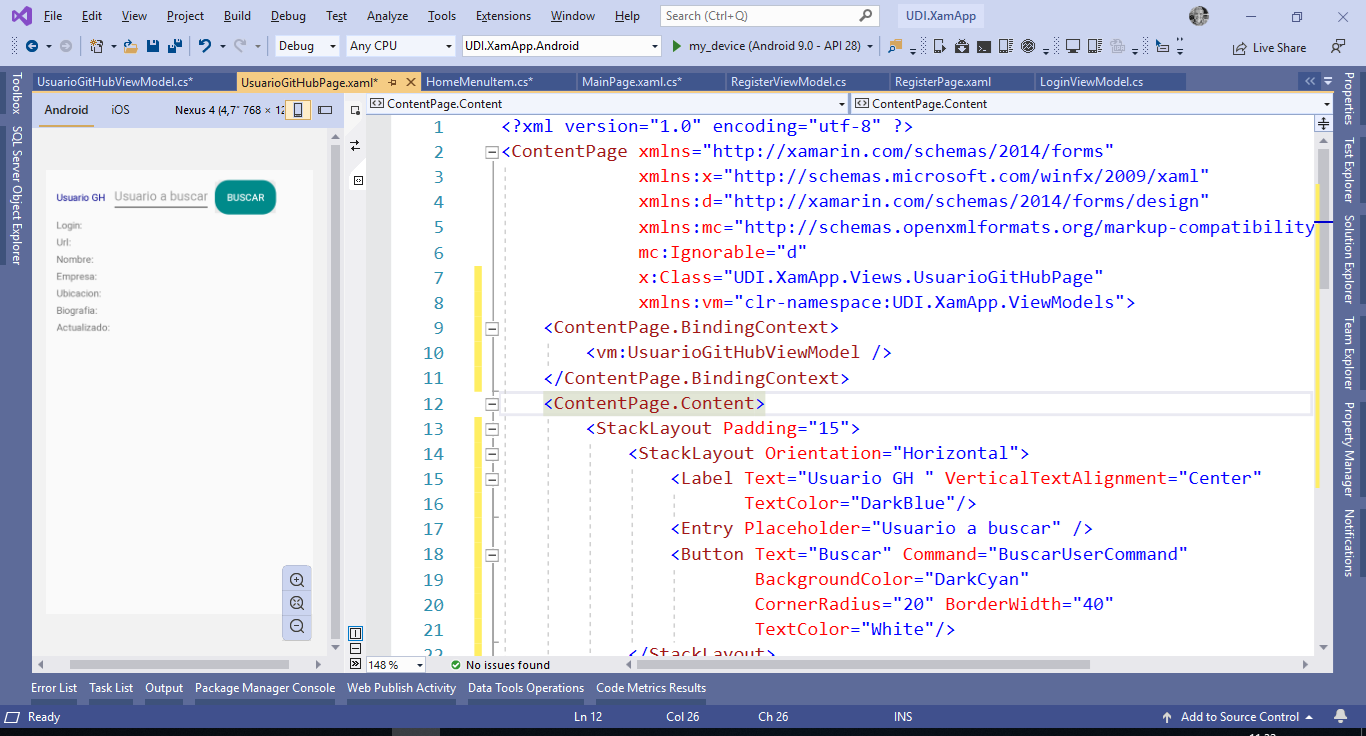 File Edit View Project Build Debug Test Analyze Tools Extensions Window Help Search (Ctrl+Q) UDI.XamApp
Debug Any CPU UDI.XamApp.Android my_device (Android 9.0 - API 28) Live Share
UsuarioGitHubViewModel.cs* UsuarioGitHubPage.xaml* HomeMenuItem.cs* MainPage.xaml.cs* RegisterViewModel.cs RegisterPage.xaml LoginViewModel.cs
Toolbox
SQL Server Object Explorer
Android iOS Nexus 4 (4,7" 768 × 12
Usuario GH Usuario a buscar BUSCAR
Login:
Url:
Nombre:
Empresa:
Ubicacion:
Biografia:
Actualizado:
ContentPage.Content ContentPage.Content
1 <?xml version="1.0" encoding="utf-8" ?>
2 <ContentPage xmlns="http://xamarin.com/schemas/2014/forms"
3 xmlns:x="http://schemas.microsoft.com/winfx/2009/xaml"
4 xmlns:d="http://xamarin.com/schemas/2014/forms/design"
5 xmlns:mc="http://schemas.openxmlformats.org/markup-compatibility
6 mc:Ignorable="d"
7 x:Class="UDI.XamApp.Views.UsuarioGitHubPage"
8 xmlns:vm="clr-namespace:UDI.XamApp.ViewModels">
9 <ContentPage.BindingContext>
10 <vm:UsuarioGitHubViewModel />
11 </ContentPage.BindingContext>
12 <ContentPage.Content>
13 <StackLayout Padding="15">
14 <StackLayout Orientation="Horizontal">
15 <Label Text="Usuario GH " VerticalTextAlignment="Center"
16 TextColor="DarkBlue"/>
17 <Entry Placeholder="Usuario a buscar" />
18 <Button Text="Buscar" Command="BuscarUserCommand"
19 BackgroundColor="DarkCyan"
20 CornerRadius="20" BorderWidth="40"
21 TextColor="White"/>
22 </StackLayout>
Properties
Test Explorer
Solution Explorer
Team Explorer
Property Manager
Notifications
148 % No issues found
Error List Task List Output Package Manager Console Web Publish Activity Data Tools Operations Code Metrics Results
Ready Ln 12 Col 26 Ch 26 INS Add to Source Control